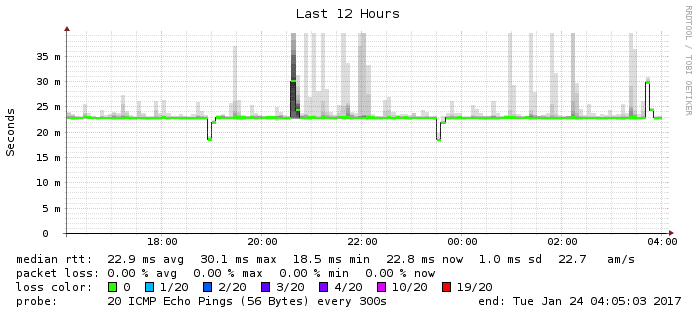 Last 12 Hours
RRDTOOL / TOBI OETIKER
Seconds
35 m
30 m
25 m
20 m
15 m
10 m
5 m
0
18:00 20:00 22:00 00:00 02:00 04:00
median rtt: 22.9 ms avg 30.1 ms max 18.5 ms min 22.8 ms now 1.0 ms sd 22.7 am/s
packet loss: 0.00 % avg 0.00 % max 0.00 % min 0.00 % now
loss color: 0 1/20 2/20 3/20 4/20 10/20 19/20
probe: 20 ICMP Echo Pings (56 Bytes) every 300s end: Tue Jan 24 04:05:03 2017